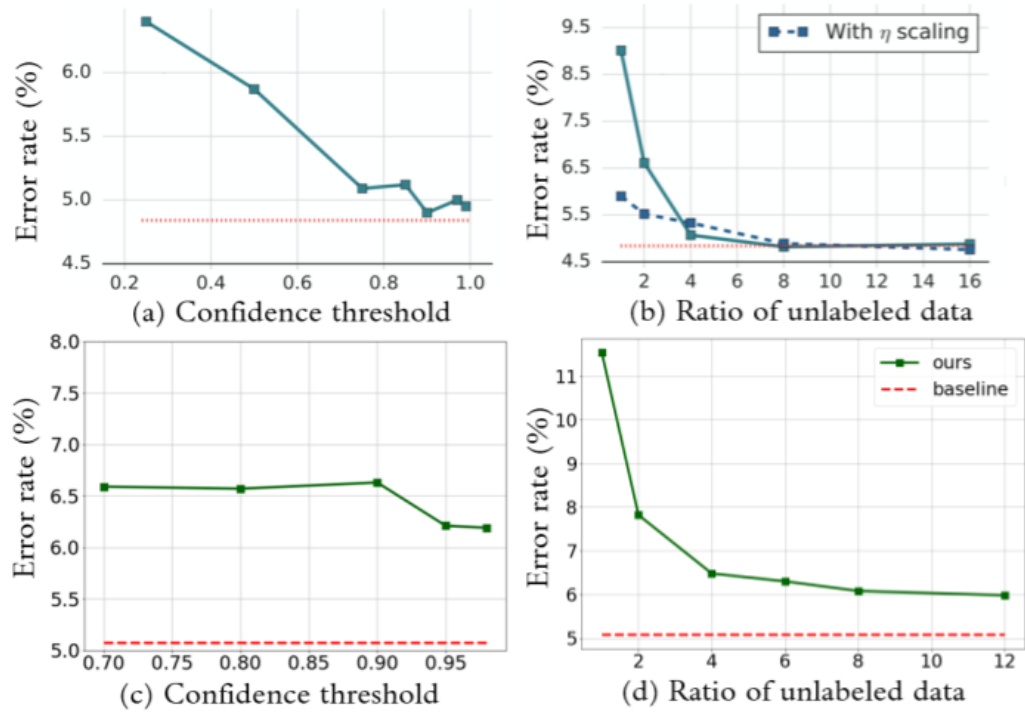 Error rate (%)
6.0
5.5
5.0
4.5
0.2 0.4 0.6 0.8 1.0
(a) Confidence threshold
Error rate (%)
9.5
8.5
7.5
6.5
5.5
4.5
With η scaling
2 4 6 8 10 12 14 16
(b) Ratio of unlabeled data
Error rate (%)
8.0
7.5
7.0
6.5
6.0
5.5
5.0
0.70 0.75 0.80 0.85 0.90 0.95
(c) Confidence threshold
Error rate (%)
11
10
9
8
7
6
5
ours
baseline
2 4 6 8 10 12
(d) Ratio of unlabeled data